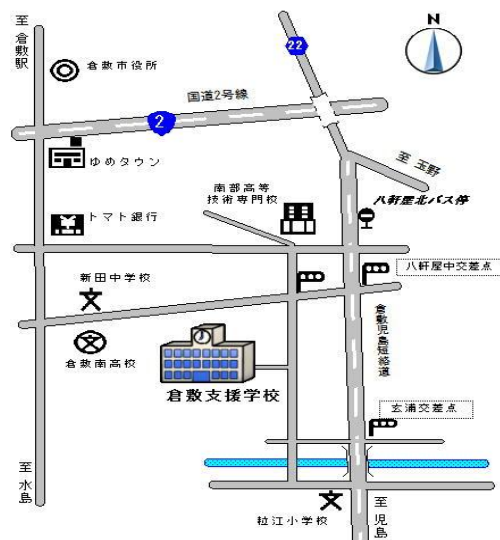 至倉敷駅
倉敷市役所
22
N
国道2号線
2
ゆめタウン
至 玉野
南部高等
技術専門校
八軒屋北バス停
トマト銀行
新田中学校
八軒屋中交差点
倉敷南高校
倉敷児島短絡道
倉敷支援学校
玄浦交差点
至水島
粒江小学校
至児島